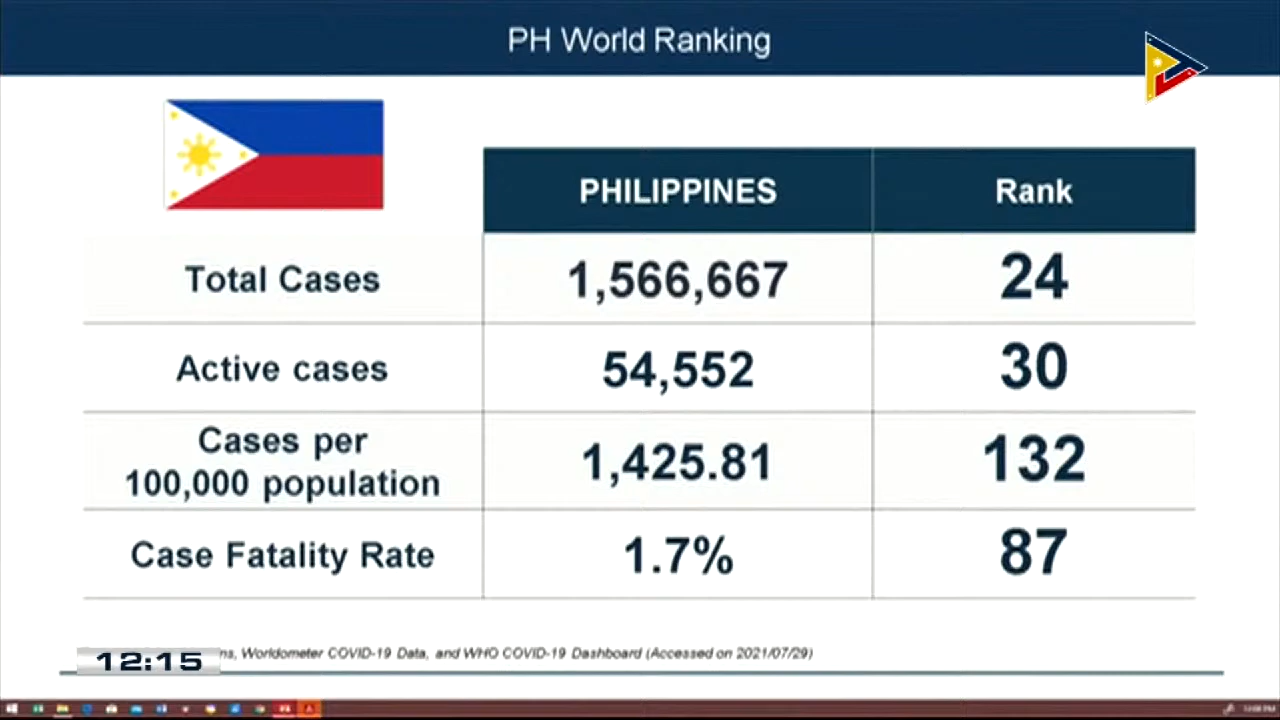 PH World Ranking
PHILIPPINES Rank
Total Cases 1,566,667 24
Active cases 54,552 30
Cases per
100,000 population 1,425.81 132
Case Fatality Rate 1.7% 87
Worldometer COVID-19 Data, and WHO COVID-19 Dashboard (Accessed on 2021/07/29)
12:15